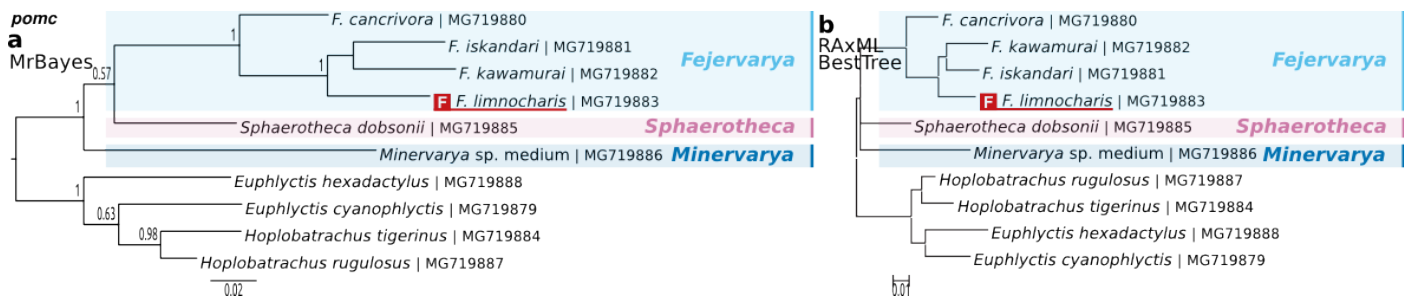 pomc
a
MrBayes
F. cancrivora | MG719880
1
F. iskandari | MG719881
Fejervarya
1
F. kawamurai | MG719882
0.57
F F. limnocharis | MG719883
1
Sphaerotheca dobsonii | MG719885
Sphaerotheca
Minervarya sp. medium | MG719886
Minervarya
Euphlyctis hexadactylus | MG719888
1
Euphlyctis cyanophlyctis | MG719879
0.63
Hoplobatrachus tigerinus | MG719884
0.98
Hoplobatrachus rugulosus | MG719887
0.02
b
RAxML
BestTree
F. cancrivora | MG719880
F. kawamurai | MG719882
Fejervarya
F. iskandari | MG719881
F F. limnocharis | MG719883
Sphaerotheca dobsonii | MG719885
Sphaerotheca
Minervarya sp. medium | MG719886
Minervarya
Hoplobatrachus rugulosus | MG719887
Hoplobatrachus tigerinus | MG719884
Euphlyctis hexadactylus | MG719888
Euphlyctis cyanophlyctis | MG719879
0.01